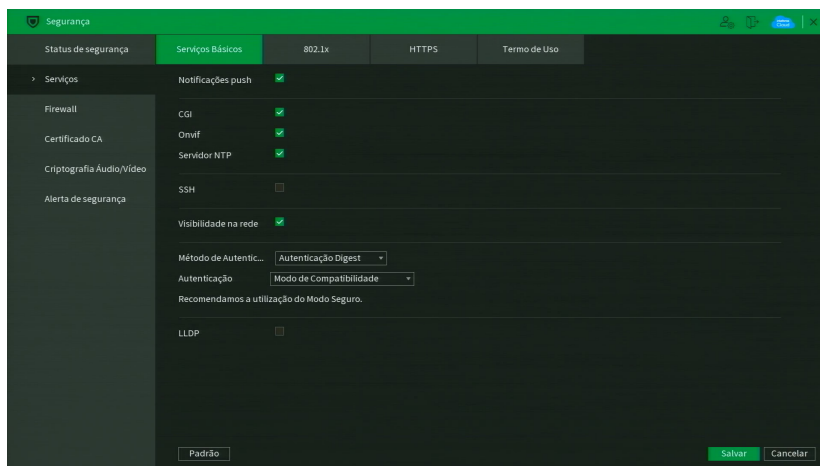 Segurança
Status de segurança
Serviços Básicos
802.1x
HTTPS
Termo de Uso
> Serviços
Firewall
Certificado CA
Criptografia Áudio/Vídeo
Alerta de segurança
Notificações push
CGI
Onvif
Servidor NTP
SSH
Visibilidade na rede
Método de Autentic... Autenticação Digest
Autenticação Modo de Compatibilidade
Recomendamos a utilização do Modo Seguro.
LLDP
Padrão
Salvar
Cancelar